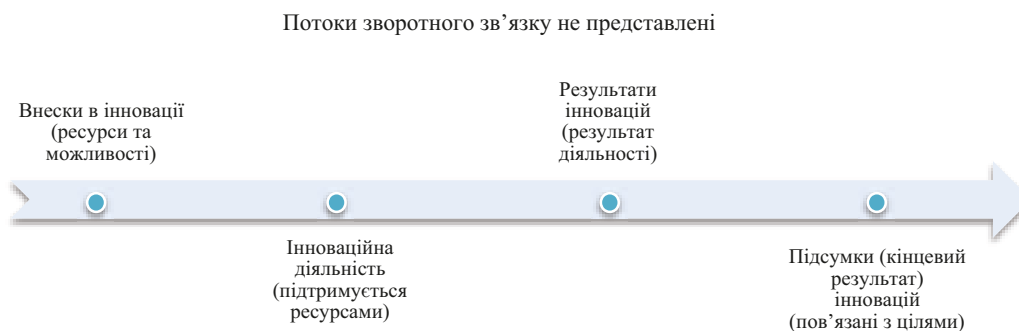 Потоки зворотного зв’язку не представлені
Внески в інновації
(ресурси та
можливості)
Інноваційна
діяльність
(підтримується
ресурсами)
Результати
інновацій
(результат
діяльності)
Підсумки (кінцевий
результат)
інновацій
(пов’язані з цілями)